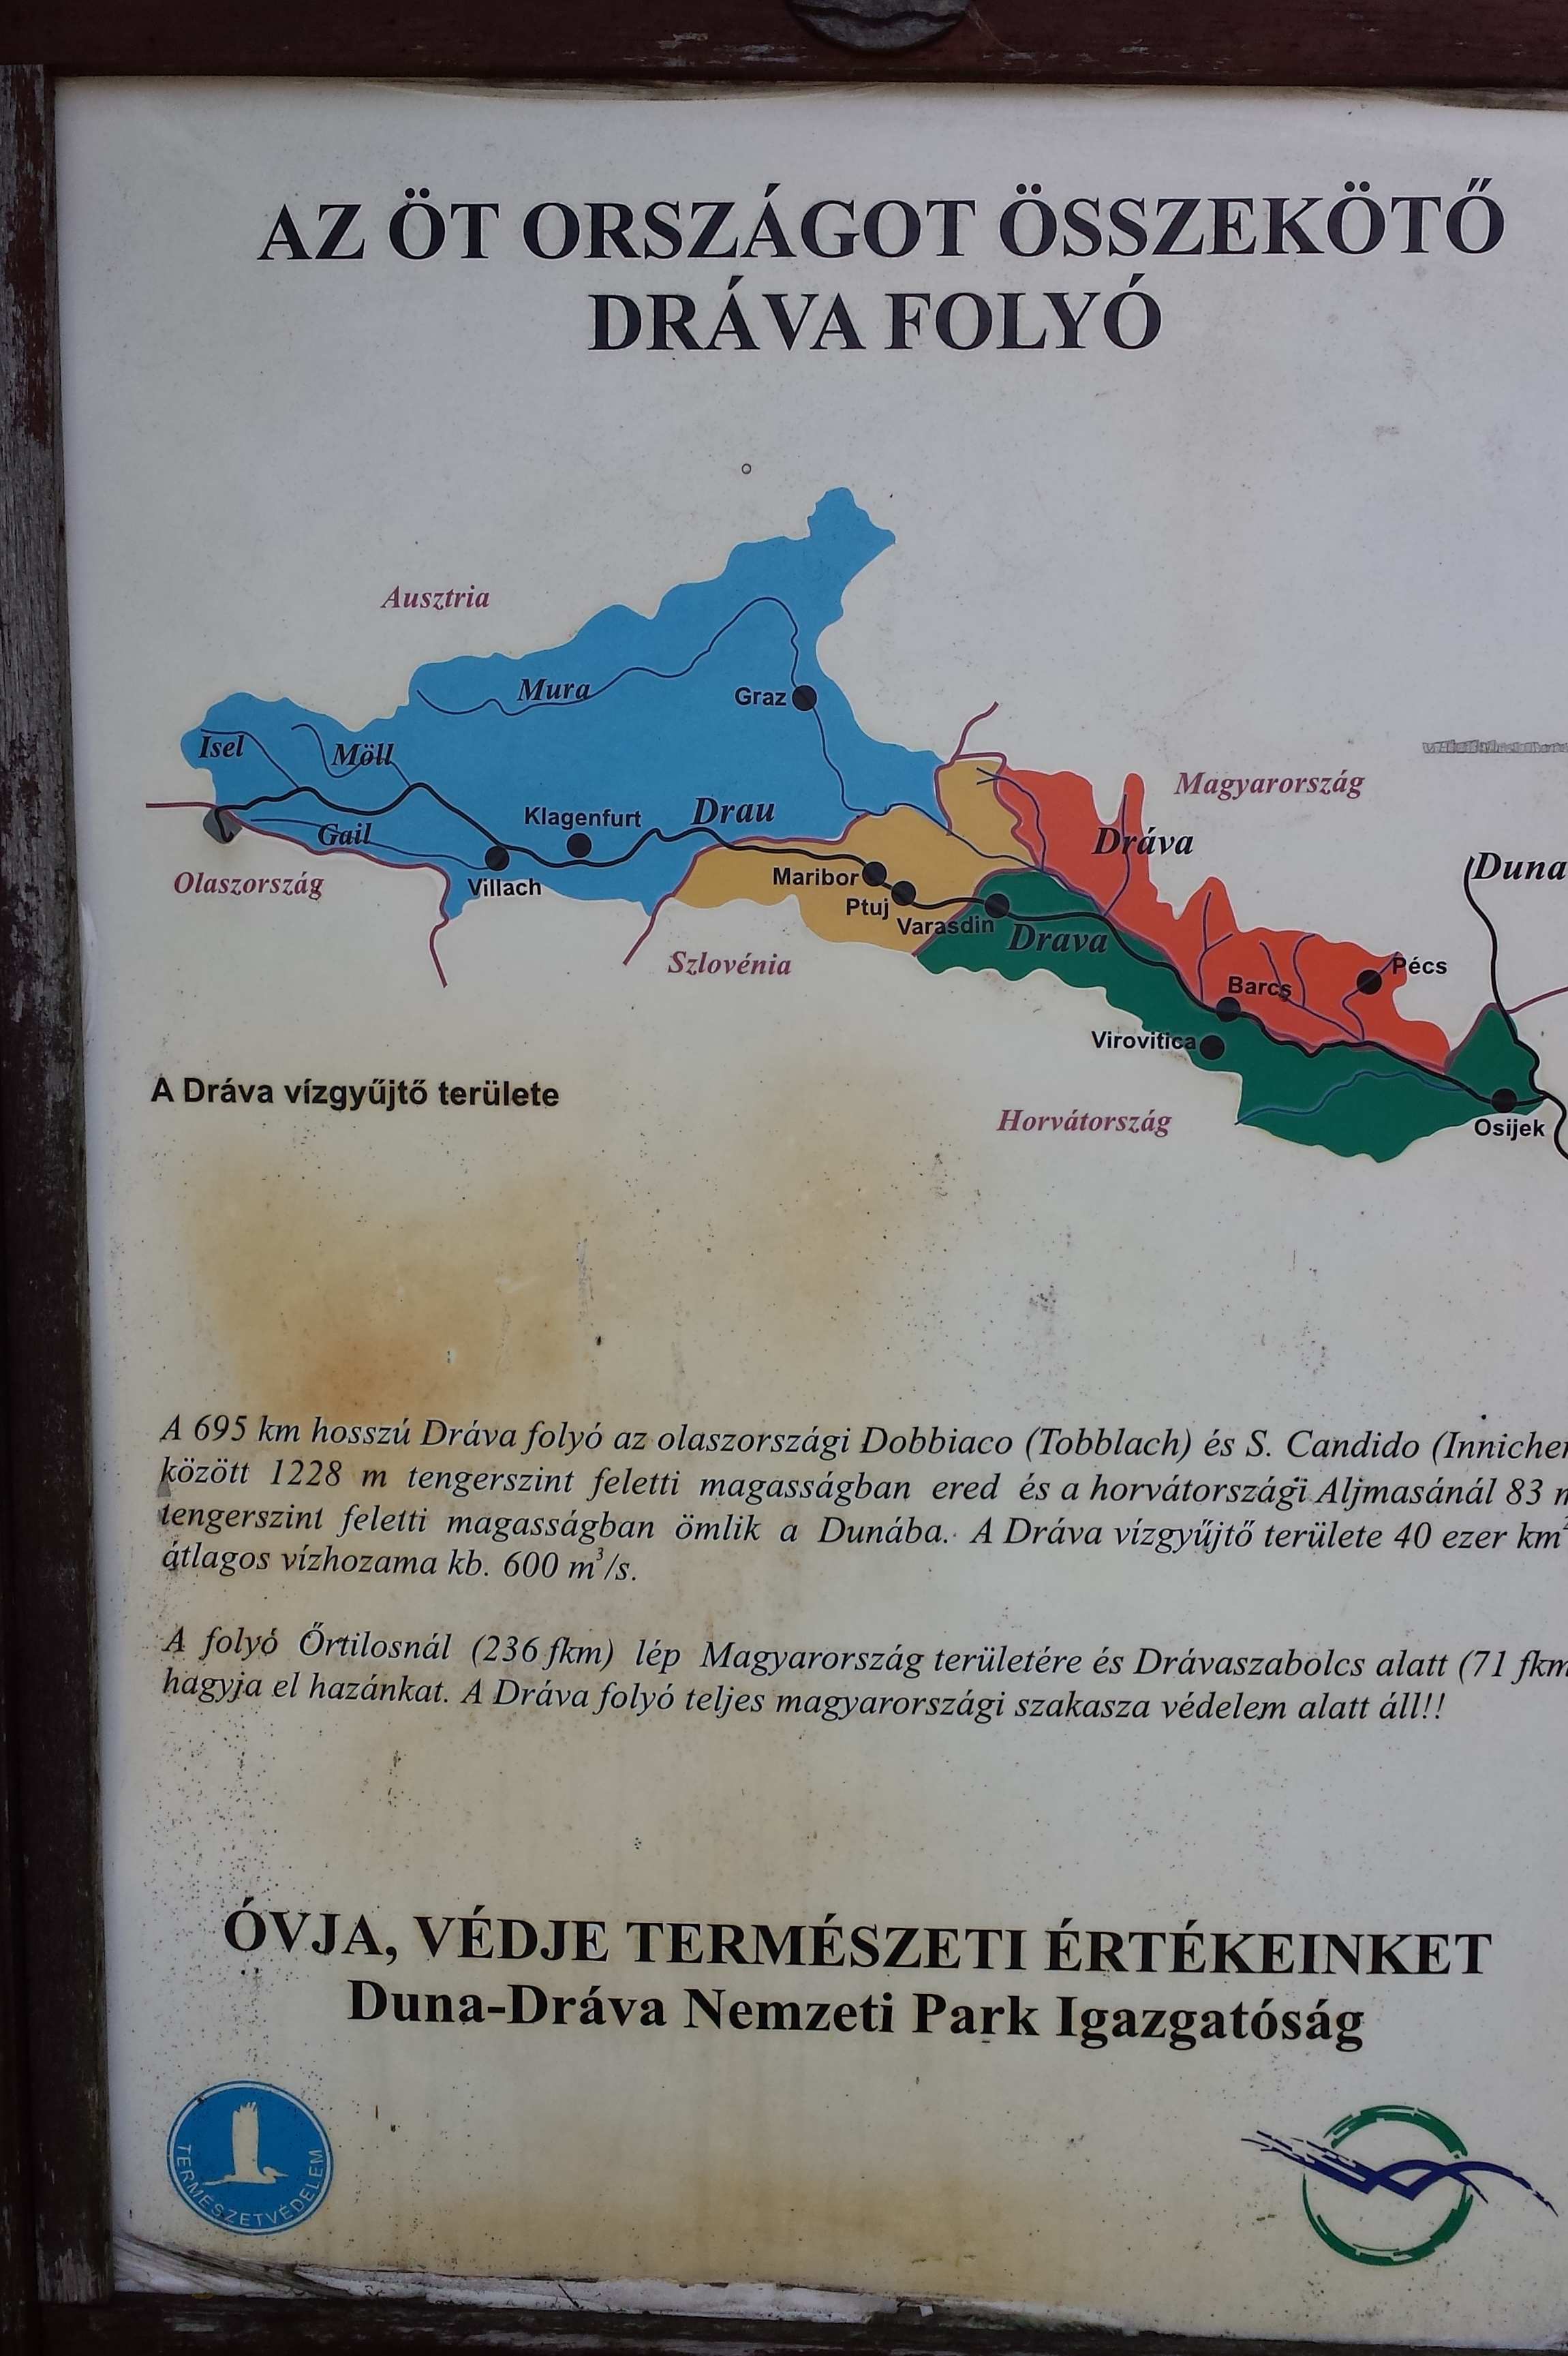 AZ ÖT ORSZÁGOT ÖSSZEKÖTŐ
DRÁVA FOLYÓ
Ausztria
Mura
Graz
Isel
Möll
Magyarország
Klagenfurt
Drau
Gail
Dráva
Duna
Olaszország
Villach
Maribor
Ptuj
Varasdin
Drava
Szlovénia
Pécs
Barcs
Virovitica
A Dráva vízgyűjtő területe
Horvátország
Osijek
A 695 km hosszú Dráva folyó az olaszországi Dobbiaco (Tobblach) és S. Candido (Innichen
között 1228 m tengerszint feletti magasságban ered és a horvátországi Aljmasánál 83 m
tengerszint feletti magasságban ömlik a Dunába. A Dráva vízgyűjtő területe 40 ezer km²
átlagos vízhozama kb. 600 m³/s.
A folyó Őrtilosnál (236 fkm) lép Magyarország területére és Drávaszabolcs alatt (71 fkm
hagyja el hazánkat. A Dráva folyó teljes magyarországi szakasza védelem alatt áll!!
ÓVJA, VÉDJE TERMÉSZETI ÉRTÉKEINKET
Duna-Dráva Nemzeti Park Igazgatóság
TERMÉSZETVÉDELEM